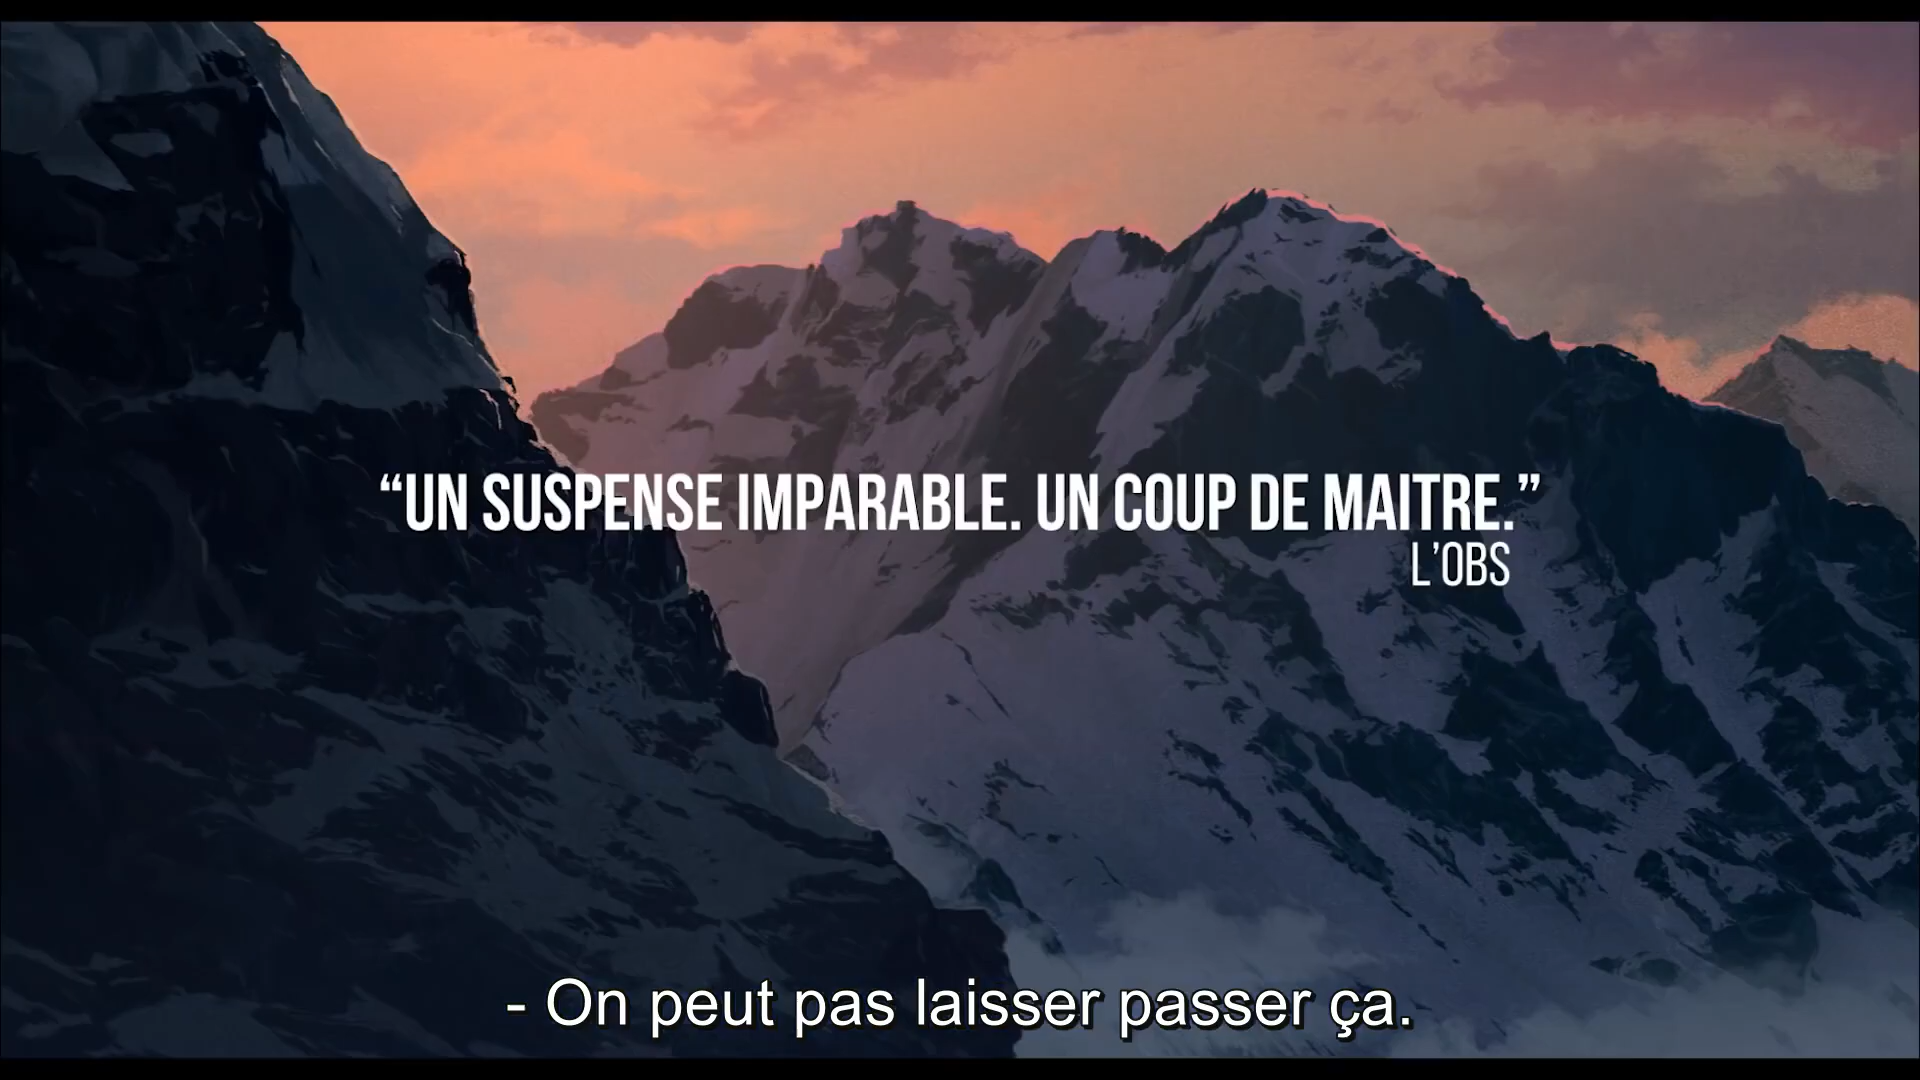 “UN SUSPENSE IMPARABLE. UN COUP DE MAITRE.”
L’OBS
- On peut pas laisser passer ça.